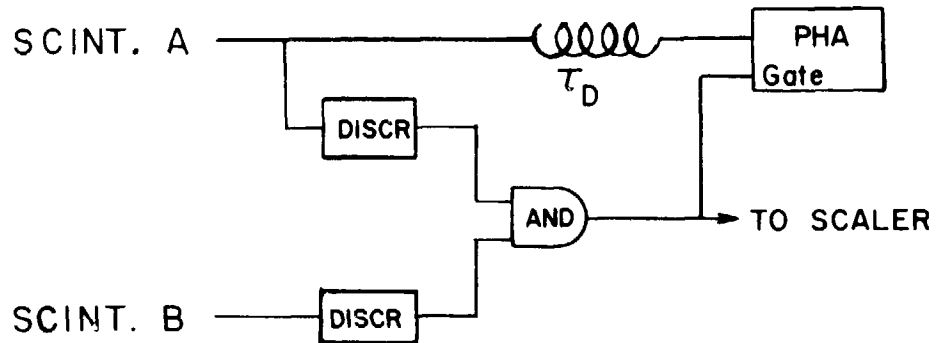 SCINT. A
PHA
Gate
τD
DISCR
AND
TO SCALER
SCINT. B
DISCR